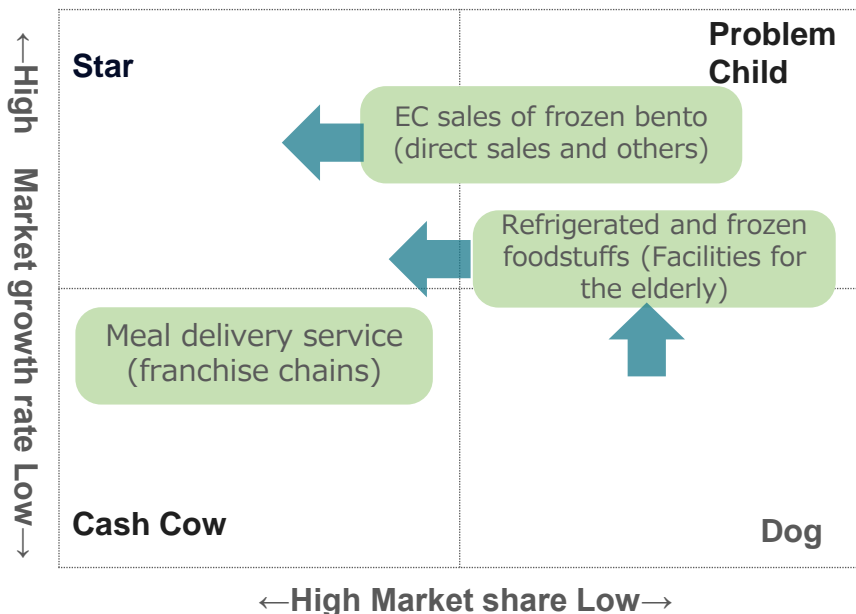 Star
Problem
Child
EC sales of frozen bento
(direct sales and others)
Refrigerated and frozen
foodstuffs (Facilities for
the elderly)
Meal delivery service
(franchise chains)
Cash Cow
Dog
←High Market growth rate Low→
←High Market share Low→